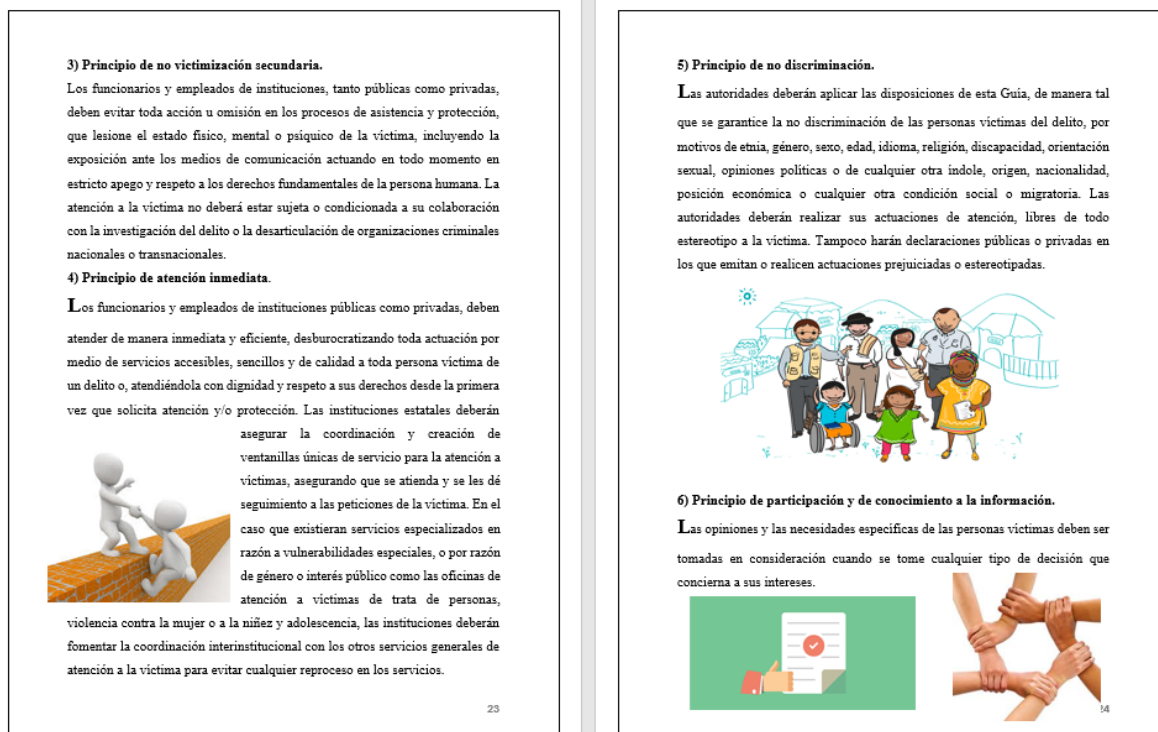 3) Principio de no victimización secundaria.
Los funcionarios y empleados de instituciones, tanto públicas como privadas,
deben evitar toda acción u omisión en los procesos de asistencia y protección,
que lesione el estado físico, mental o psíquico de la víctima, incluyendo la
exposición ante los medios de comunicación actuando en todo momento en
estricto apego y respeto a los derechos fundamentales de la persona humana. La
atención a la víctima no deberá estar sujeta o condicionada a su colaboración
con la investigación del delito o la desarticulación de organizaciones criminales
nacionales o transnacionales.
4) Principio de atención inmediata.
Los funcionarios y empleados de instituciones públicas como privadas, deben
atender de manera inmediata y eficiente, desburocratizando toda actuación por
medio de servicios accesibles, sencillos y de calidad a toda persona víctima de
un delito o, atendiéndola con dignidad y respeto a sus derechos desde la primera
vez que solicita atención y/o protección. Las instituciones estatales deberán
asegurar la coordinación y creación de
ventanillas únicas de servicio para la atención a
víctimas, asegurando que se atienda y se les dé
seguimiento a las peticiones de la víctima. En el
caso que existieran servicios especializados en
razón a vulnerabilidades especiales, o por razón
de género o interés público como las oficinas de
atención a víctimas de trata de personas,
violencia contra la mujer o a la niñez y adolescencia, las instituciones deberán
fomentar la coordinación interinstitucional con los otros servicios generales de
atención a la víctima para evitar cualquier reproceso en los servicios.
23
5) Principio de no discriminación.
Las autoridades deberán aplicar las disposiciones de esta Guía, de manera tal
que se garantice la no discriminación de las personas víctimas del delito, por
motivos de etnia, género, sexo, edad, idioma, religión, discapacidad, orientación
sexual, opiniones políticas o de cualquier otra índole, origen, nacionalidad,
posición económica o cualquier otra condición social o migratoria. Las
autoridades deberán realizar sus actuaciones de atención, libres de todo
estereotipo a la víctima. Tampoco harán declaraciones públicas o privadas en
los que emitan o realicen actuaciones prejuiciadas o estereotipadas.
6) Principio de participación y de conocimiento a la información.
Las opiniones y las necesidades específicas de las personas víctimas deben ser
tomadas en consideración cuando se tome cualquier tipo de decisión que
concierna a sus intereses.
24